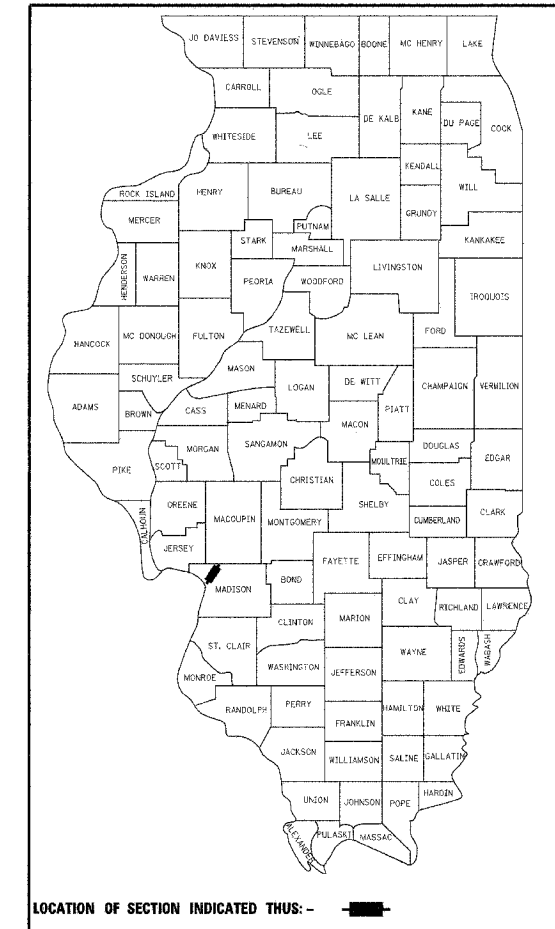 JO DAVIESS STEVENSON WINNEBAGO BOONE MC HENRY LAKE
CARROLL OGLE
DE KALB KANE
DU PAGE COOK
WHITESIDE LEE
KENDALL WILL
ROCK ISLAND HENRY BUREAU LA SALLE
GRUNDY
MERCER
PUTNAM
STARK KANKAKEE
MARSHALL
HENDERSON WARREN KNOX LIVINGSTON
PEORIA WOODFORD
IROQUOIS
FORD
HANCOCK MC DONOUGH FULTON TAZEWELL MC LEAN
MASON
SCHUYLER
LOGAN DE WITT CHAMPAIGN VERMILION
ADAMS
BROWN CASS MENARD PIATT
MACON
MORGAN SANGAMON
DOUGLAS
PIKE SCOTT MOULTRIE EDGAR
CHRISTIAN COLES
GREENE SHELBY
CALHOUN MACOUPIN MONTGOMERY CUMBERLAND CLARK
JERSEY
FAYETTE EFFINGHAM JASPER CRAWFORD
BOND
MADISON
CLAY RICHLAND LAWRENCE
CLINTON MARION
ST. CLAIR WAYNE EDWARDS WABASH
WASHINGTON JEFFERSON
MONROE
RANDOLPH PERRY HAMILTON WHITE
FRANKLIN
JACKSON WILLIAMSON SALINE GALLATIN
UNION JOHNSON POPE HARDIN
ALEXANDER PULASKI MASSAC
LOCATION OF SECTION INDICATED THUS: -